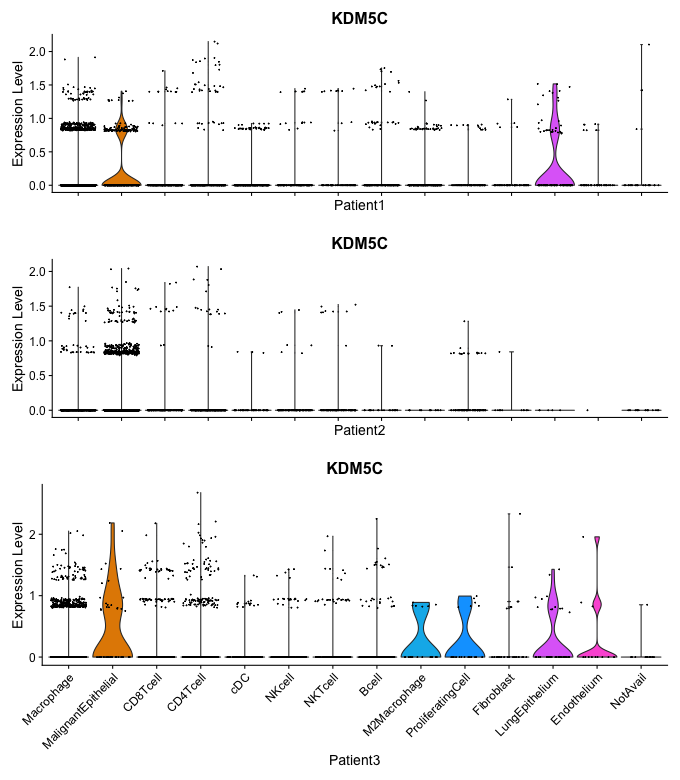 KDM5C
Expression Level
2.0
1.5
1.0
0.5
0.0
Patient1
KDM5C
Expression Level
2.0
1.5
1.0
0.5
0.0
Patient2
KDM5C
Expression Level
2
1
0
Macrophage
MalignantEpithelial
CD8Tcell
CD4Tcell
cDC
NKcell
NKTcell
Bcell
M2Macrophage
ProliferatingCell
Fibroblast
LungEpithelium
Endothelium
NotAvail
Patient3